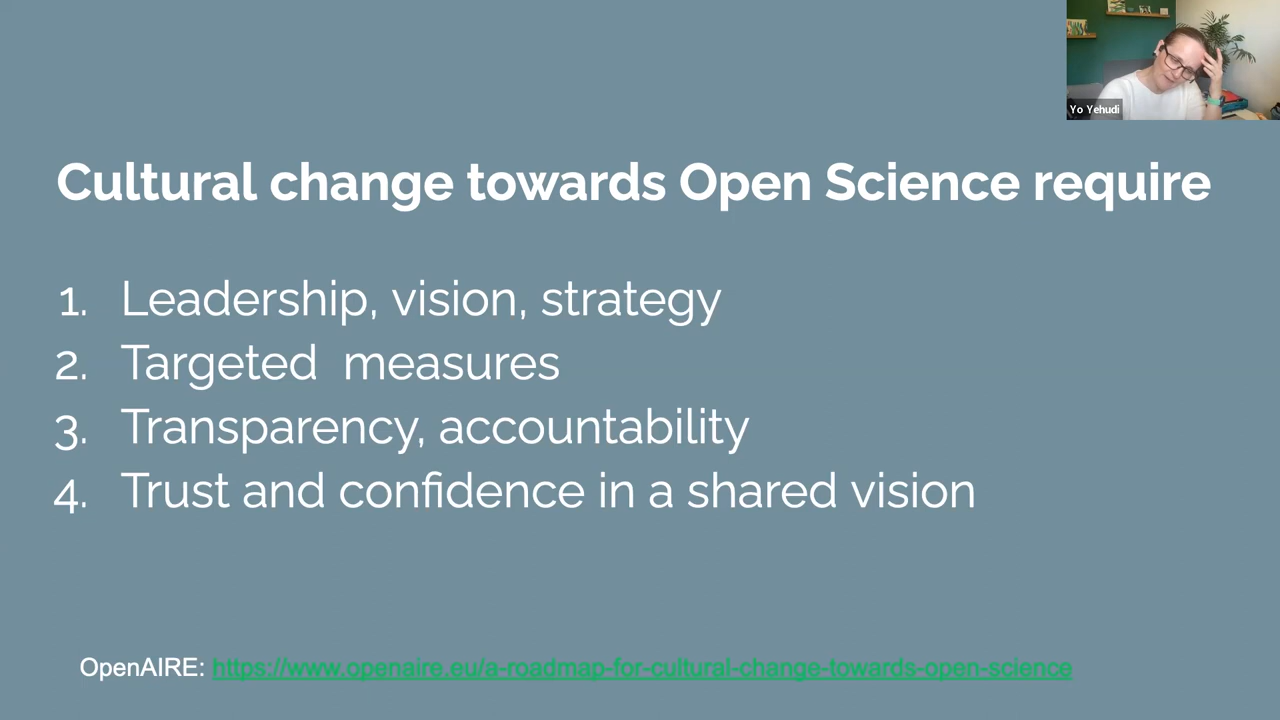 Yo Yehudi
Cultural change towards Open Science require
1. Leadership, vision, strategy
2. Targeted  measures
3. Transparency, accountability
4. Trust and confidence in a shared vision
OpenAIRE: https://www.openaire.eu/a-roadmap-for-cultural-change-towards-open-science